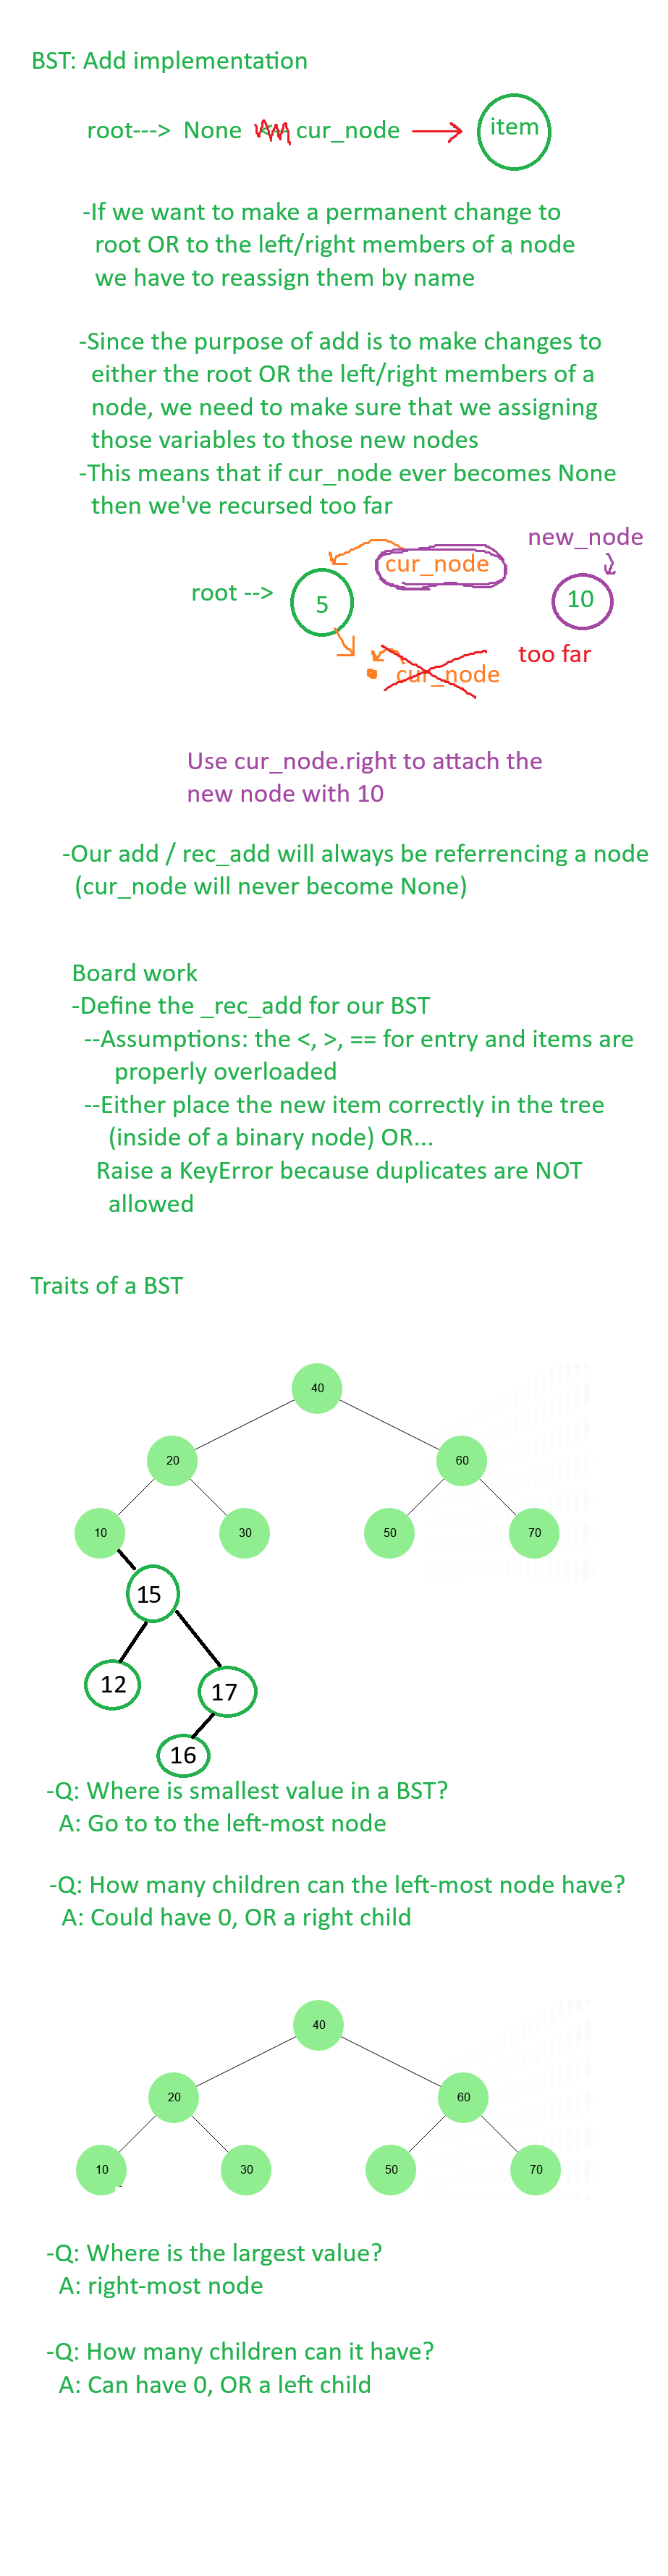 BST: Add implementation
root---> None cur_node item
-If we want to make a permanent change to
root OR to the left/right members of a node
we have to reassign them by name
-Since the purpose of add is to make changes to
either the root OR the left/right members of a
node, we need to make sure that we assigning
those variables to those new nodes
-This means that if cur_node ever becomes None
then we've recursed too far
new_node
cur_node
root --> 5 10
too far
cur_node
Use cur_node.right to attach the
new node with 10
-Our add / rec_add will always be referrencing a node
(cur_node will never become None)
Board work
-Define the _rec_add for our BST
--Assumptions: the <, >, == for entry and items are
properly overloaded
--Either place the new item correctly in the tree
(inside of a binary node) OR...
Raise a KeyError because duplicates are NOT
allowed
Traits of a BST
40
20 60
10 30 50 70
15
12 17
16
-Q: Where is smallest value in a BST?
A: Go to to the left-most node
-Q: How many children can the left-most node have?
A: Could have 0, OR a right child
40
20 60
10 30 50 70
-Q: Where is the largest value?
A: right-most node
-Q: How many children can it have?
A: Can have 0, OR a left child